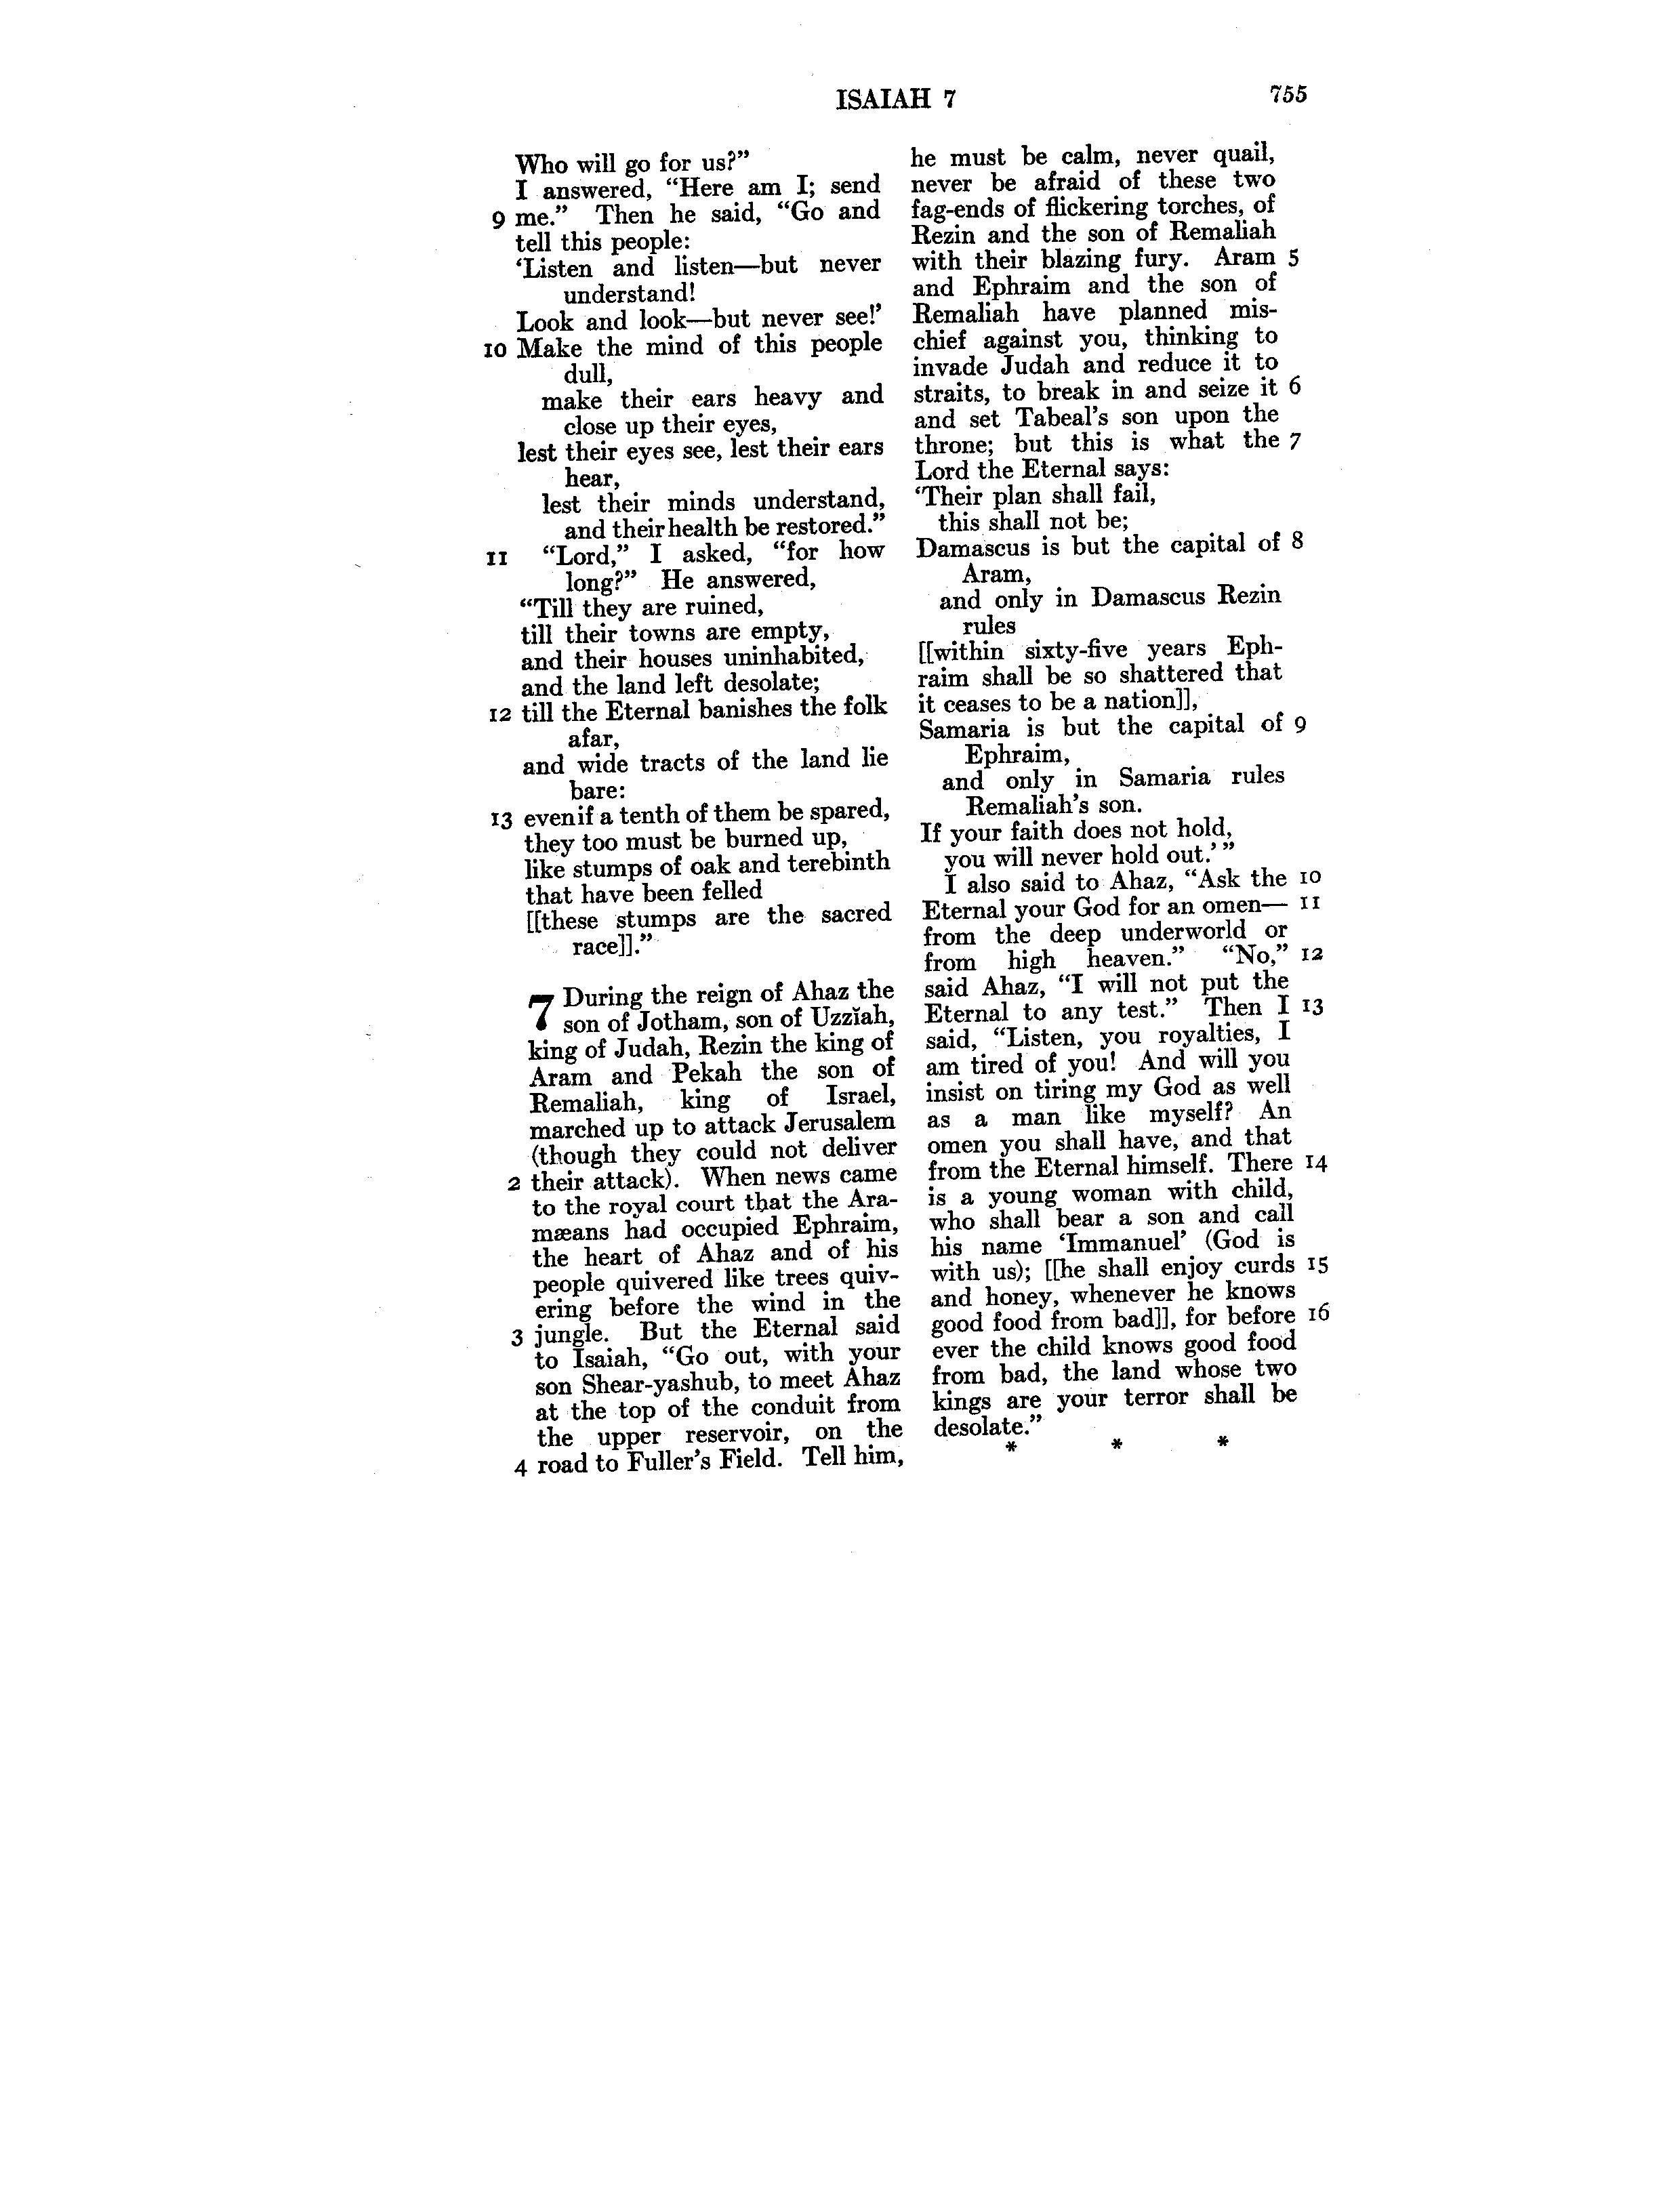 ISAIAH 7
755
Who will go for us?”
I answered, “Here am I; send
9 me.” Then he said, “Go and
tell this people:
‘Listen and listen—but never
understand!
Look and look—but never see!’
10 Make the mind of this people
dull,
make their ears heavy and
close up their eyes,
lest their eyes see, lest their ears
hear,
lest their minds understand,
and their health be restored.”
11 “Lord,” I asked, “for how
long?” He answered,
“Till they are ruined,
till their towns are empty,
and their houses uninhabited,
and the land left desolate;
12 till the Eternal banishes the folk
afar,
and wide tracts of the land lie
bare:
13 even if a tenth of them be spared,
they too must be burned up,
like stumps of oak and terebinth
that have been felled
[[these stumps are the sacred
race]].”
7 During the reign of Ahaz the
son of Jotham, son of Uzzĭah,
king of Judah, Rezin the king of
Aram and Pekah the son of
Remaliah, king of Israel,
marched up to attack Jerusalem
(though they could not deliver
2 their attack). When news came
to the royal court that the Ara-
mæans had occupied Ephraim,
the heart of Ahaz and of his
people quivered like trees quiv-
ering before the wind in the
3 jungle. But the Eternal said
to Isaiah, “Go out, with your
son Shear-yashub, to meet Ahaz
at the top of the conduit from
the upper reservoir, on the
4 road to Fuller’s Field. Tell him,
he must be calm, never quail,
never be afraid of these two
fag-ends of flickering torches, of
Rezin and the son of Remaliah
with their blazing fury. Aram 5
and Ephraim and the son of
Remaliah have planned mis-
chief against you, thinking to
invade Judah and reduce it to
straits, to break in and seize it 6
and set Tabeal’s son upon the
throne; but this is what the 7
Lord the Eternal says:
‘Their plan shall fail,
this shall not be;
Damascus is but the capital of 8
Aram,
and only in Damascus Rezin
rules
[[within sixty-five years Eph-
raim shall be so shattered that
it ceases to be a nation]],
Samaria is but the capital of 9
Ephraim,
and only in Samaria rules
Remaliah’s son.
If your faith does not hold,
you will never hold out.’”
I also said to Ahaz, “Ask the 10
Eternal your God for an omen— 11
from the deep underworld or
from high heaven.” “No,” 12
said Ahaz, “I will not put the
Eternal to any test.” Then I 13
said, “Listen, you royalties, I
am tired of you! And will you
insist on tiring my God as well
as a man like myself? An
omen you shall have, and that
from the Eternal himself. There 14
is a young woman with child,
who shall bear a son and call
his name ‘Immanuel’ (God is
with us); [[he shall enjoy curds 15
and honey, whenever he knows
good food from bad]], for before 16
ever the child knows good food
from bad, the land whose two
kings are your terror shall be
desolate.”
* * *